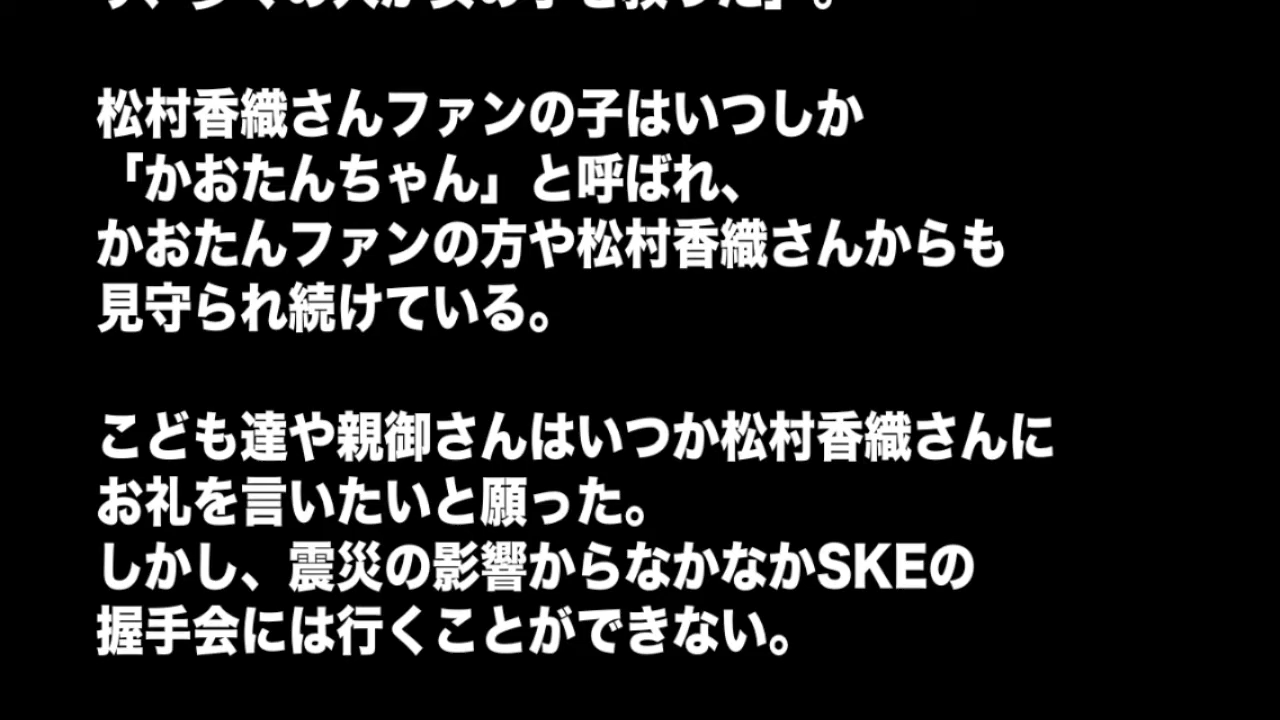 松村香織さんファンの子はいつしか
「かおたんちゃん」と呼ばれ、
かおたんファンの方や松村香織さんからも
見守られ続けている。
こども達や親御さんはいつか松村香織さんに
お礼を言いたいと願った。
しかし、震災の影響からなかなかSKEの
握手会には行くことができない。